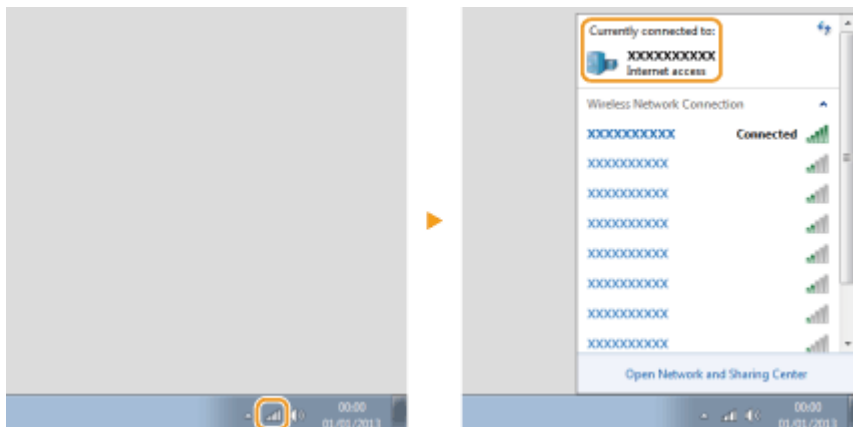 00:00
01/01/2013
Currently connected to:
XXXXXXXXXX
Internet access
Wireless Network Connection
XXXXXXXXXX Connected
XXXXXXXXXX
XXXXXXXXXX
XXXXXXXXXX
XXXXXXXXXX
XXXXXXXXXX
XXXXXXXXXX
XXXXXXXXXX
Open Network and Sharing Center
00:00
01/01/2013